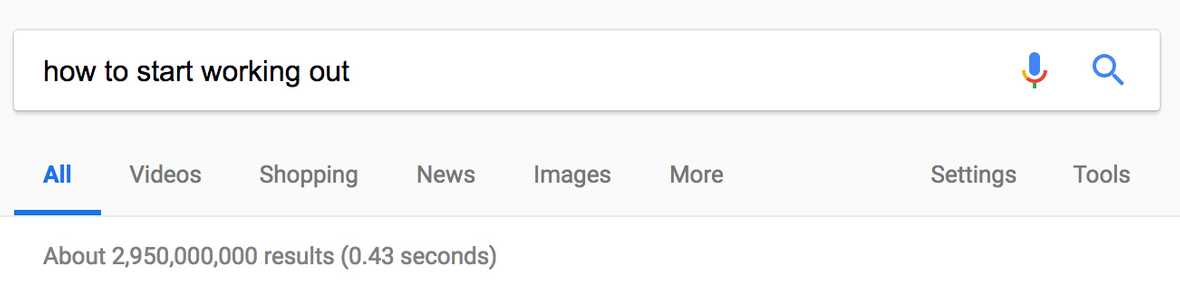 how to start working out
All Videos Shopping News Images More Settings Tools
About 2,950,000,000 results (0.43 seconds)